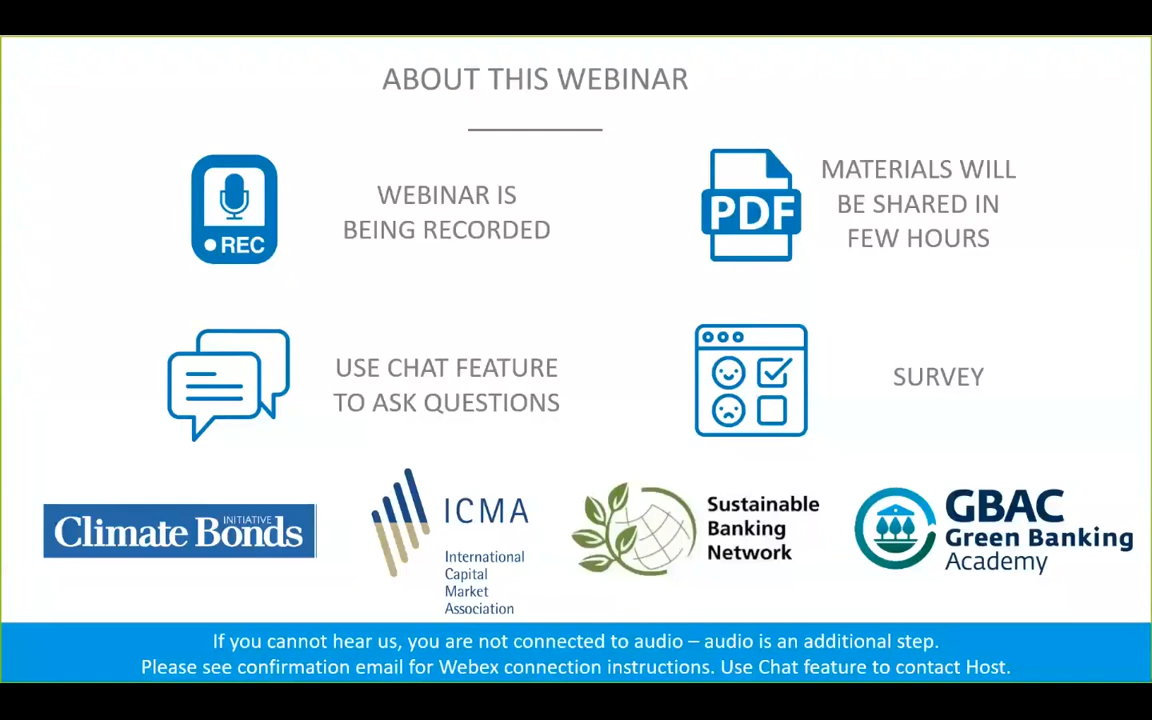 ABOUT THIS WEBINAR
REC
WEBINAR IS
BEING RECORDED
PDF
MATERIALS WILL
BE SHARED IN
FEW HOURS
USE CHAT FEATURE
TO ASK QUESTIONS
SURVEY
Climate Bonds
INITIATIVE
ICMA
International
Capital
Market
Association
Sustainable
Banking
Network
GBAC
Green Banking
Academy
If you cannot hear us, you are not connected to audio – audio is an additional step.
Please see confirmation email for Webex connection instructions. Use Chat feature to contact Host.